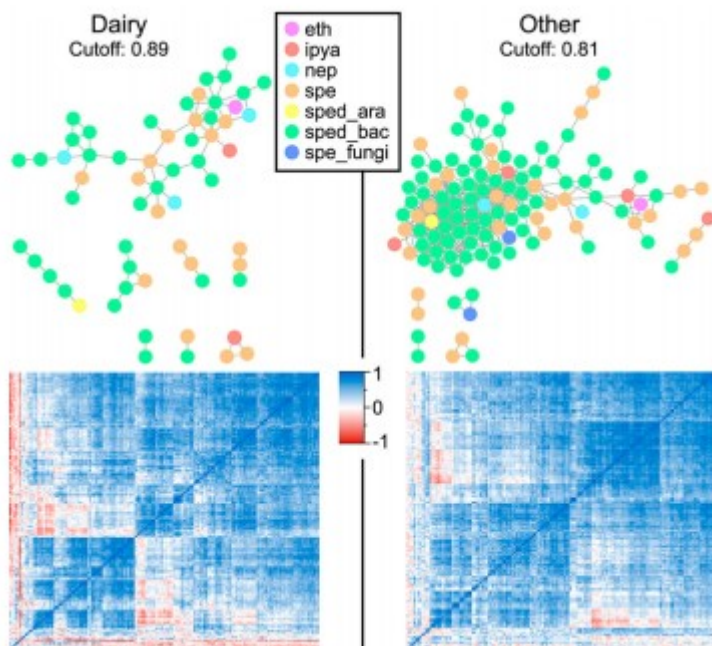 Dairy
Cutoff: 0.89
eth
ipya
nep
spe
sped_ara
sped_bac
spe_fungi
Other
Cutoff: 0.81
1
0
-1